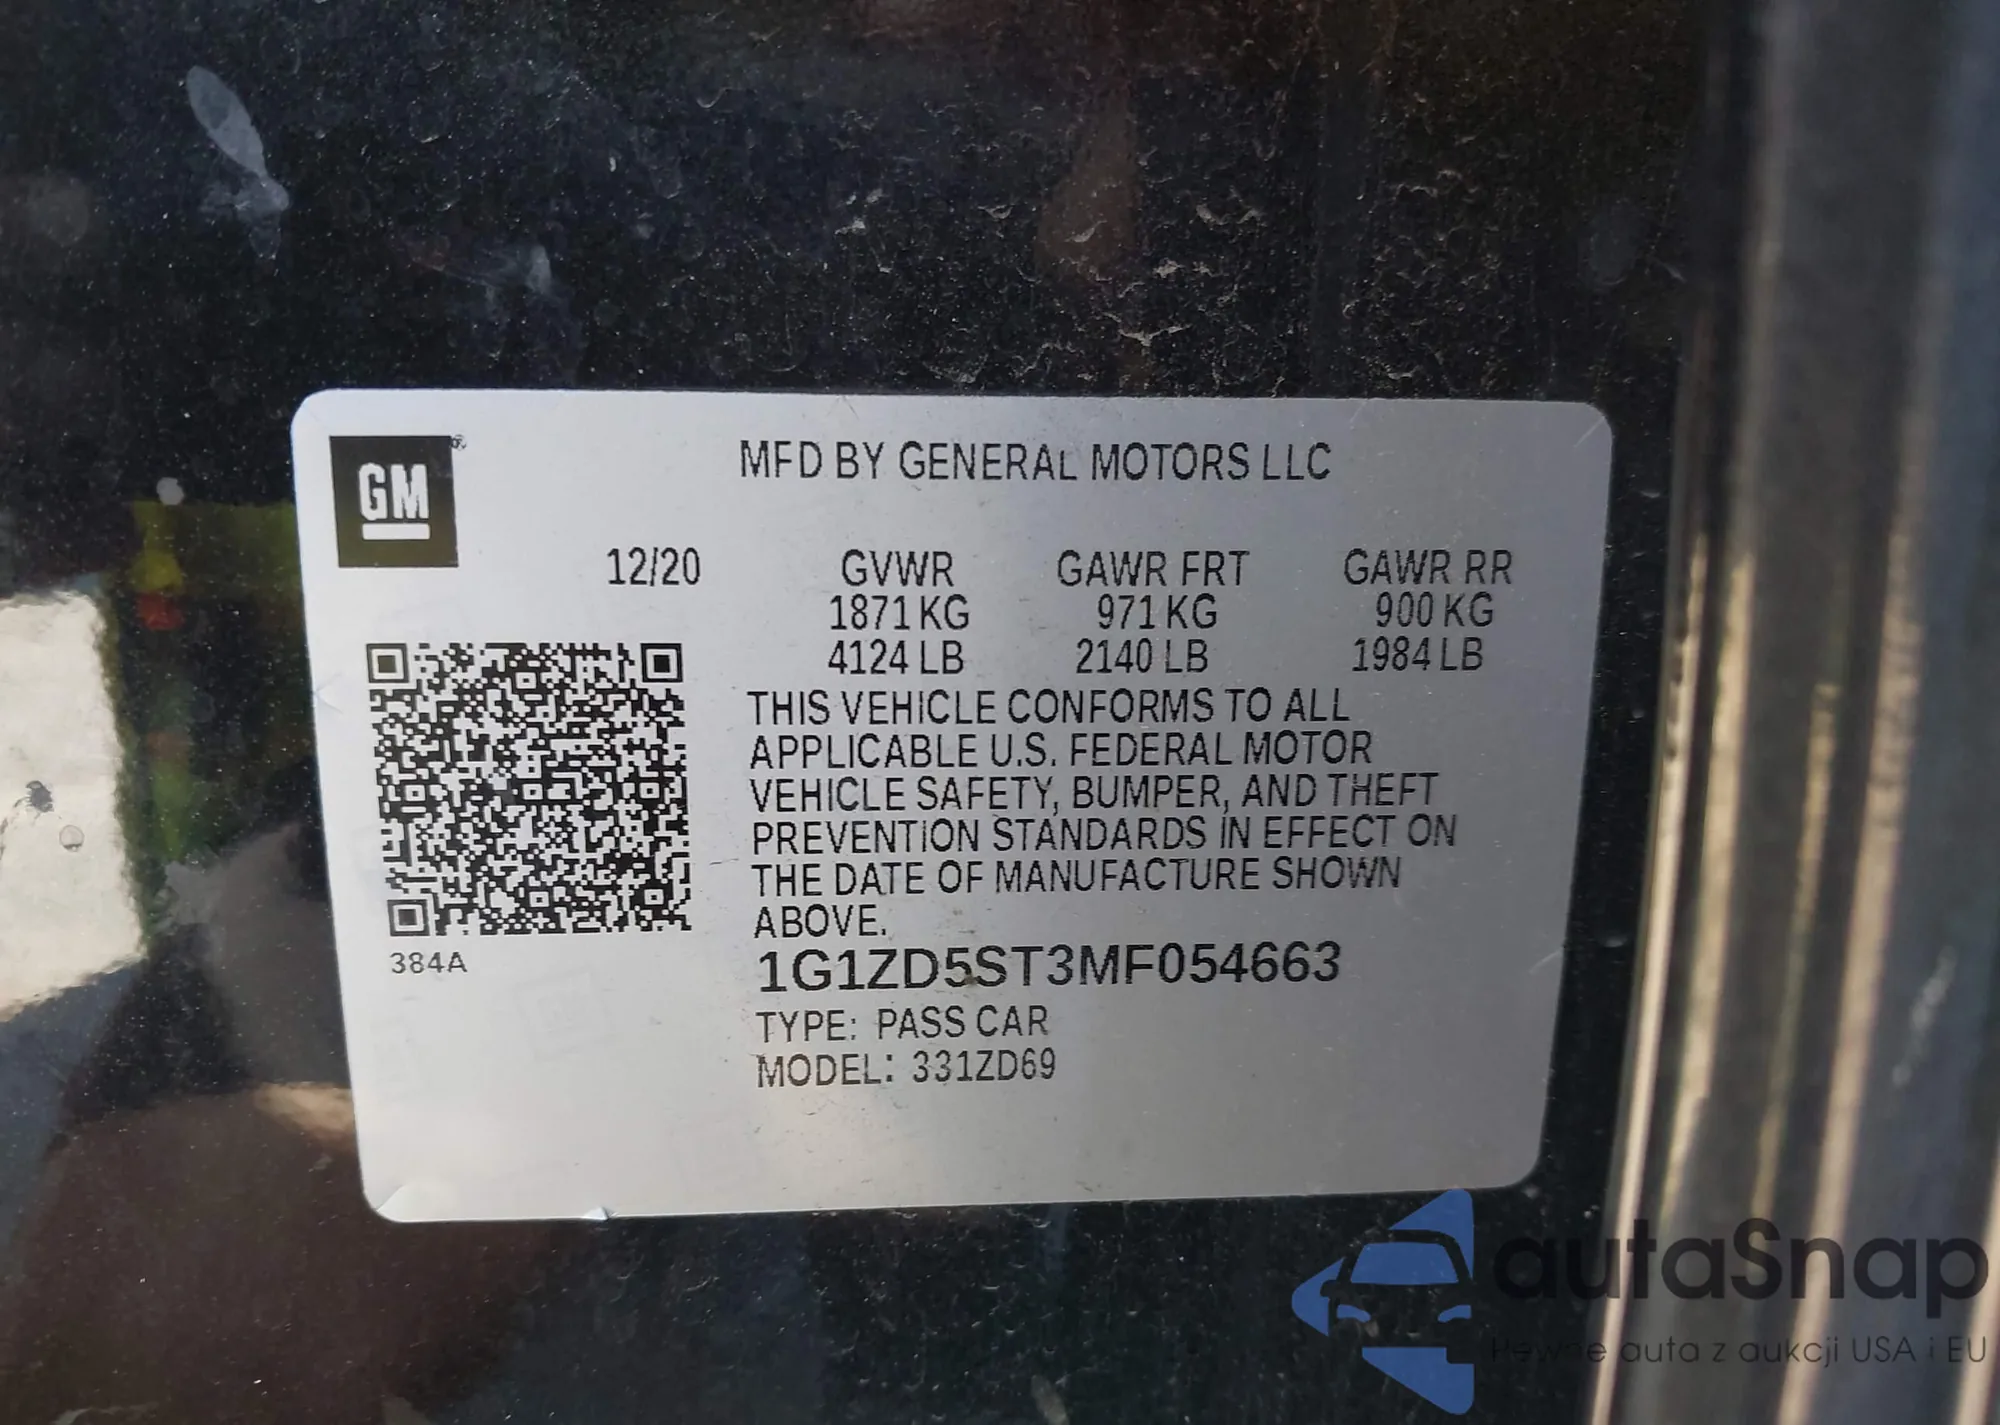 GM®
MFD BY GENERAL MOTORS LLC
12/20 GVWR GAWR FRT GAWR RR
1871 KG 971 KG 900 KG
4124 LB 2140 LB 1984 LB
THIS VEHICLE CONFORMS TO ALL
APPLICABLE U.S. FEDERAL MOTOR
VEHICLE SAFETY, BUMPER, AND THEFT
PREVENTION STANDARDS IN EFFECT ON
THE DATE OF MANUFACTURE SHOWN
ABOVE.
384A
1G1ZD5ST3MF054663
TYPE: PASS CAR
MODEL: 331ZD69
autaSnap
Pewne auta z aukcji USA i EU